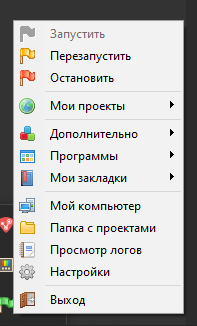 Запустить
Перезапустить
Остановить
Мои проекты
Дополнительно
Программы
Мои закладки
Мой компьютер
Папка с проектами
Просмотр логов
Настройки
Выход